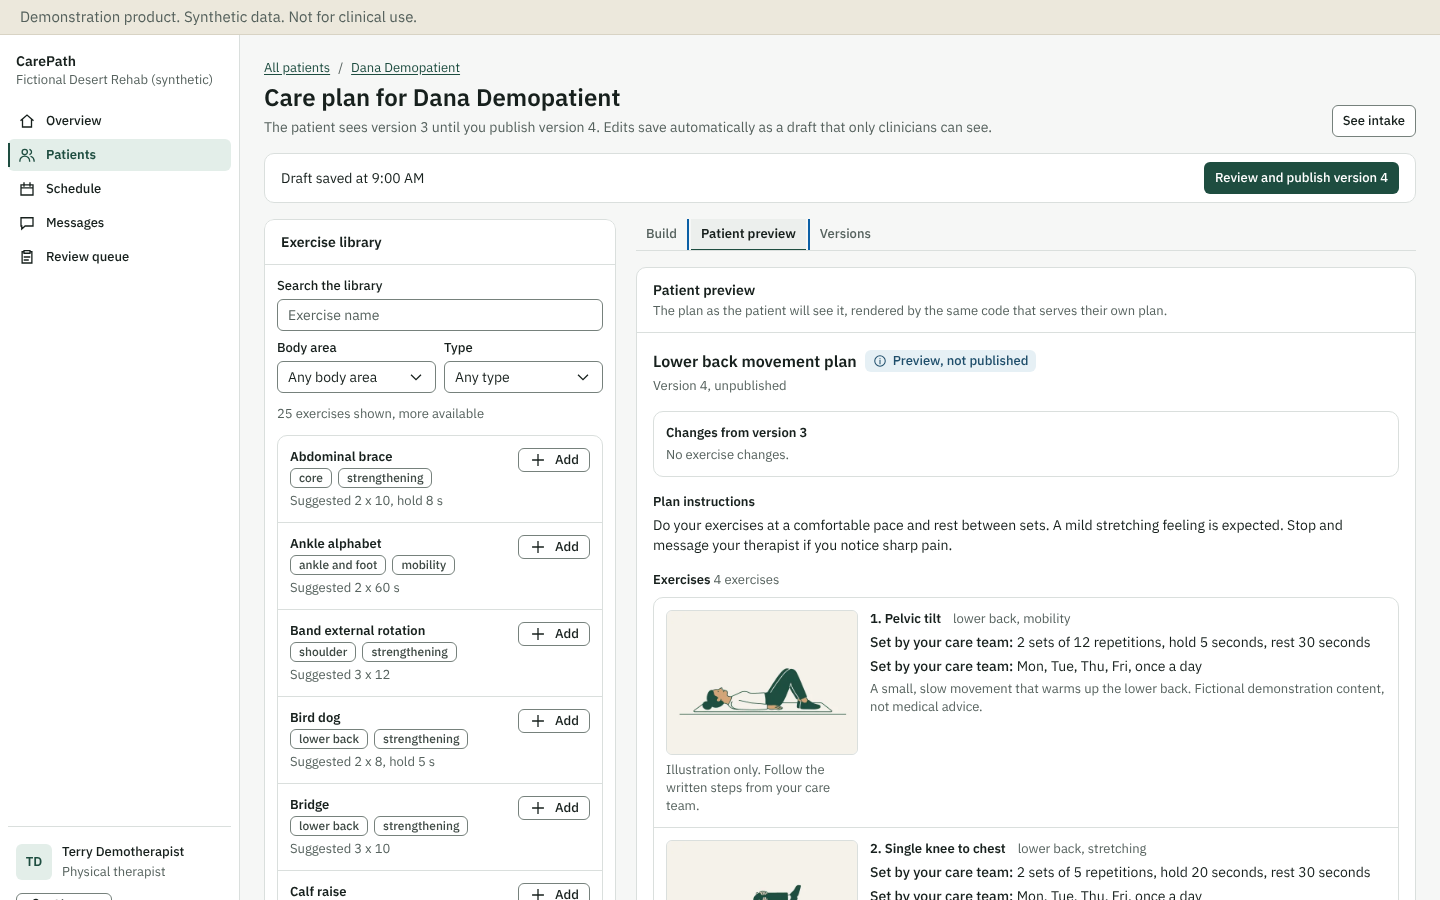 Demonstration product. Synthetic data. Not for clinical use.
CarePath
Fictional Desert Rehab (synthetic)
Overview
Patients
Schedule
Messages
Review queue
TD
Terry Demotherapist
Physical therapist
All patients / Dana Demopatient
Care plan for Dana Demopatient
The patient sees version 3 until you publish version 4. Edits save automatically as a draft that only clinicians can see.
See intake
Draft saved at 9:00 AM
Review and publish version 4
Exercise library
Search the library
Exercise name
Body area
Type
Any body area
Any type
25 exercises shown, more available
Abdominal brace
Add
core
strengthening
Suggested 2 x 10, hold 8 s
Ankle alphabet
Add
ankle and foot
mobility
Suggested 2 x 60 s
Band external rotation
Add
shoulder
strengthening
Suggested 3 x 12
Bird dog
Add
lower back
strengthening
Suggested 2 x 8, hold 5 s
Bridge
Add
lower back
strengthening
Suggested 3 x 10
Calf raise
Add
Build
Patient preview
Versions
Patient preview
The plan as the patient will see it, rendered by the same code that serves their own plan.
Lower back movement plan
Preview, not published
Version 4, unpublished
Changes from version 3
No exercise changes.
Plan instructions
Do your exercises at a comfortable pace and rest between sets. A mild stretching feeling is expected. Stop and
message your therapist if you notice sharp pain.
Exercises 4 exercises
1. Pelvic tilt lower back, mobility
Set by your care team: 2 sets of 12 repetitions, hold 5 seconds, rest 30 seconds
Set by your care team: Mon, Tue, Thu, Fri, once a day
A small, slow movement that warms up the lower back. Fictional demonstration content,
not medical advice.
Illustration only. Follow the
written steps from your care
team.
2. Single knee to chest lower back, stretching
Set by your care team: 2 sets of 5 repetitions, hold 20 seconds, rest 30 seconds
Set by your care team: Mon, Tue, Thu, Fri, once a day